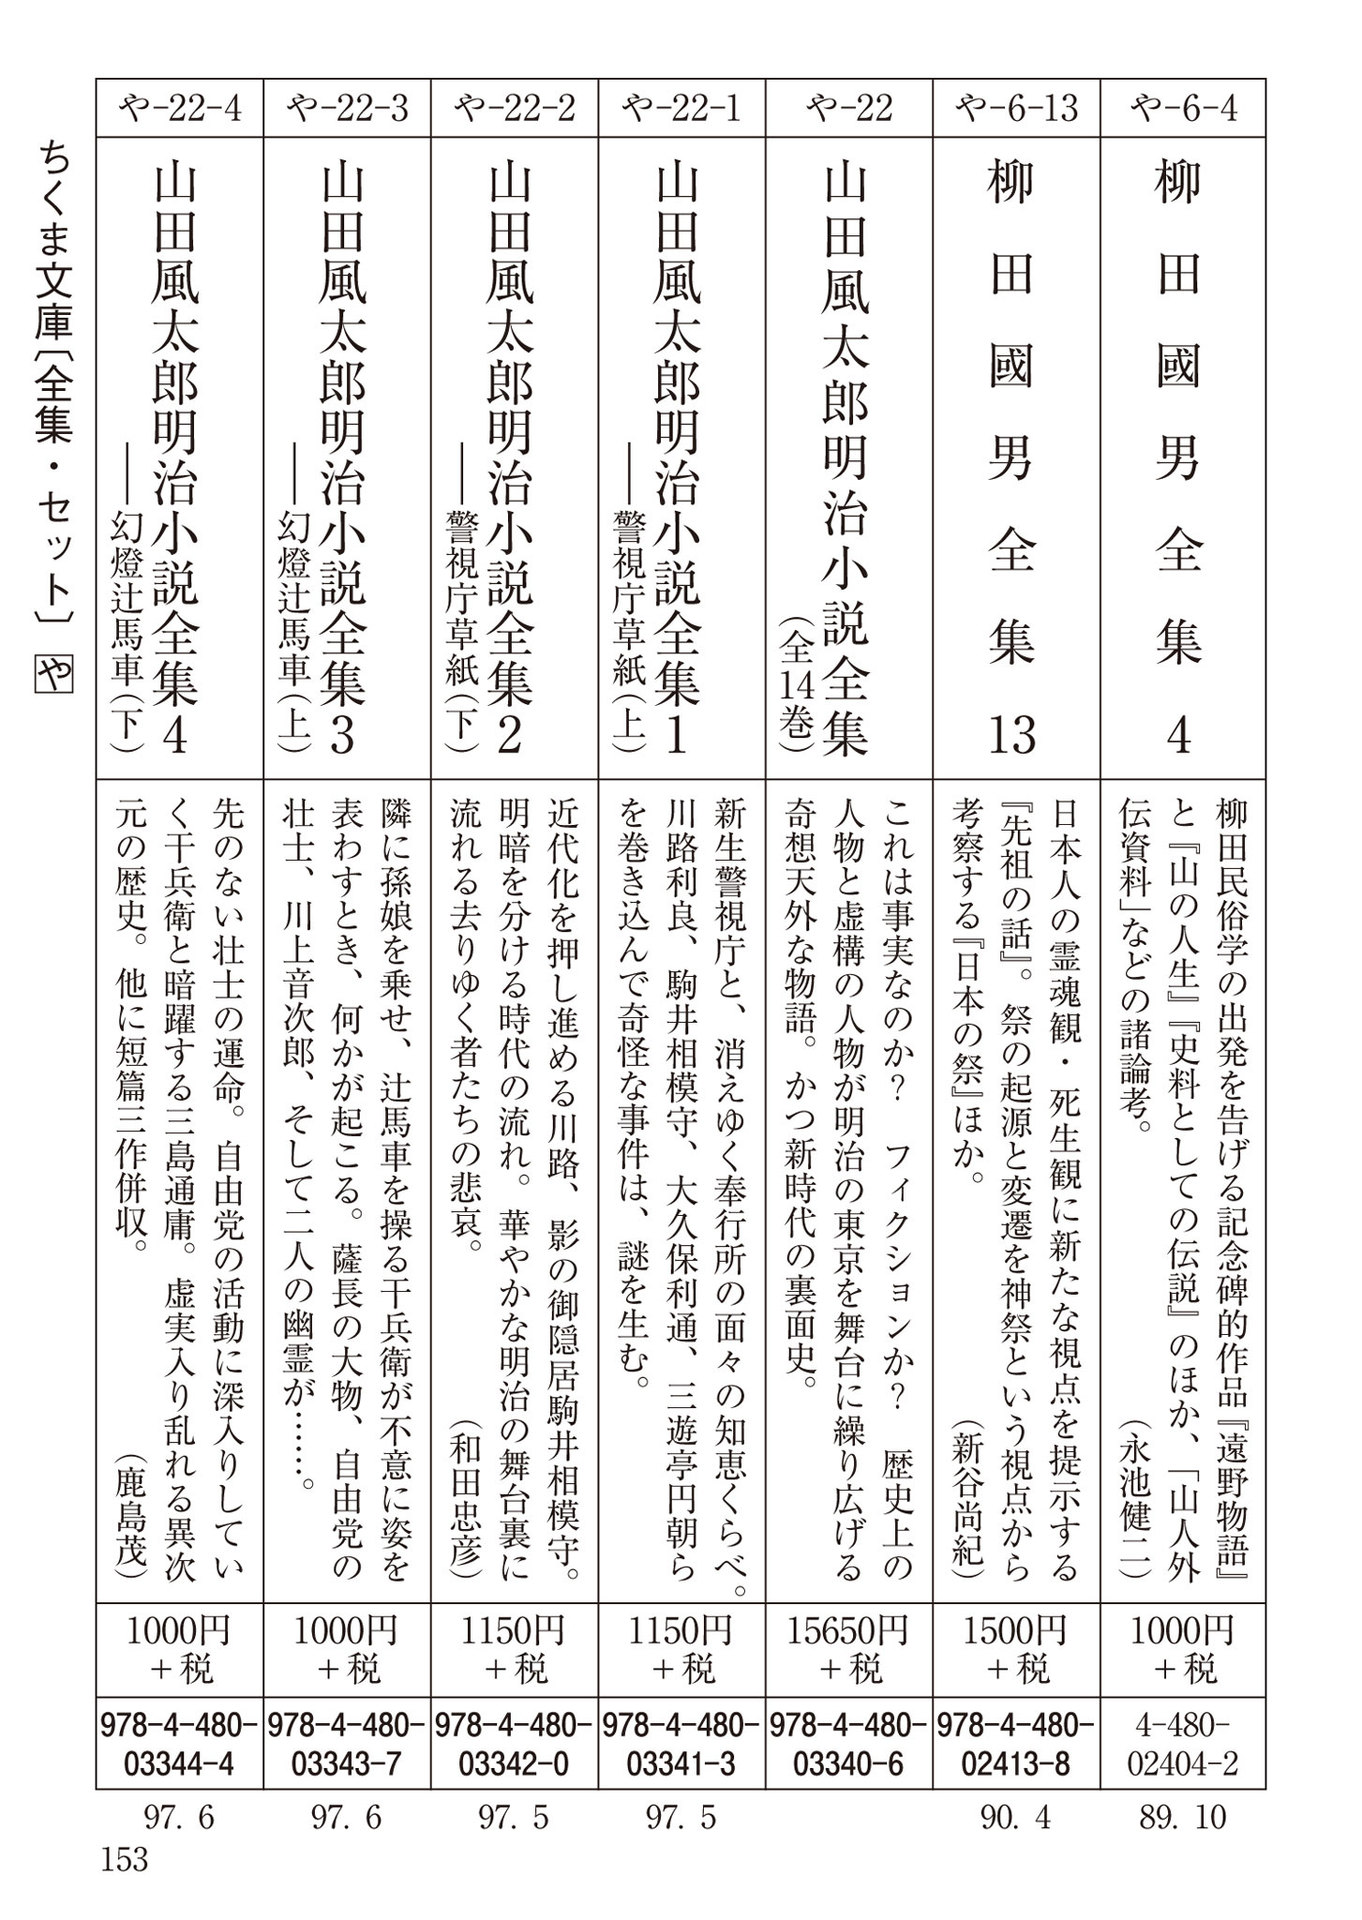 や-6-4
柳田國男全集 4
柳田民俗学の出発を告げる記念碑的作品『遠野物語』
と『山の人生』『史料としての伝説』のほか、「山人外
伝資料」などの諸論考。
（永池健二）
1000円
＋税
4-480-
02404-2
89. 10
や-6-13
柳田國男全集 13
日本人の霊魂観・死生観に新たな視点を提示する
『先祖の話』。祭の起源と変遷を神祭という視点から
考察する『日本の祭』ほか。
（新谷尚紀）
1500円
＋税
978-4-480-
02413-8
90. 4
や-22
山田風太郎明治小説全集
（全14巻）
これは事実なのか？　フィクションか？　歴史上の
人物と虚構の人物が明治の東京を舞台に繰り広げる
奇想天外な物語。かつ新時代の裏面史。
15650円
＋税
978-4-480-
03340-6
や-22-1
山田風太郎明治小説全集1
――警視庁草紙（上）
新生警視庁と、消えゆく奉行所の面々の知恵くらべ。
川路利良、駒井相模守、大久保利通、三遊亭円朝ら
を巻き込んで奇怪な事件は、謎を生む。
1150円
＋税
978-4-480-
03341-3
97. 5
や-22-2
山田風太郎明治小説全集2
――警視庁草紙（下）
近代化を押し進める川路、影の御隠居駒井相模守。
明暗を分ける時代の流れ。華やかな明治の舞台裏に
流れる去りゆく者たちの悲哀。
（和田忠彦）
1150円
＋税
978-4-480-
03342-0
97. 5
や-22-3
山田風太郎明治小説全集3
――幻燈辻馬車（上）
隣に孫娘を乗せ、辻馬車を操る干兵衛が不意に姿を
表わすとき、何かが起こる。薩長の大物、自由党の
壮士、川上音次郎、そして二人の幽霊が……。
1000円
＋税
978-4-480-
03343-7
97. 6
や-22-4
山田風太郎明治小説全集4
――幻燈辻馬車（下）
先のない壮士の運命。自由党の活動に深入りしてい
く干兵衛と暗躍する三島通庸。虚実入り乱れる異次
元の歴史。他に短篇三作併収。
（鹿島茂）
1000円
＋税
978-4-480-
03344-4
97. 6
ちくま文庫〔全集・セット〕 や
153